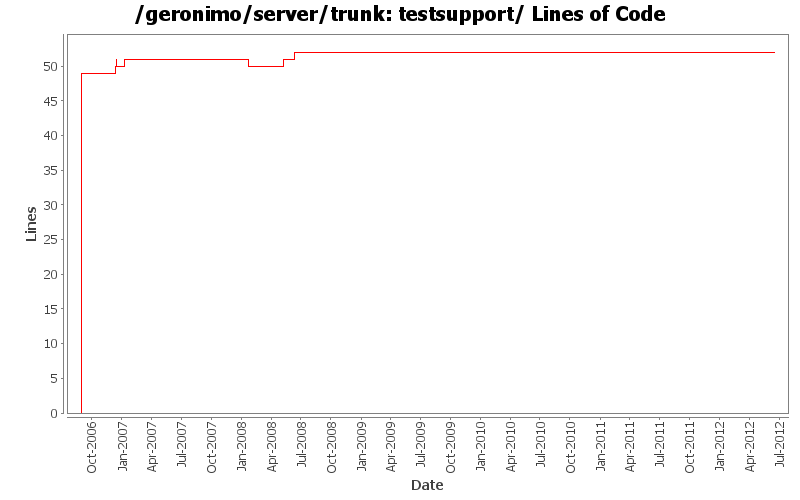 /geronimo/server/trunk: testsupport/ Lines of Code
Lines
50
45
40
35
30
25
20
15
10
5
0
Oct-2006
Jan-2007
Apr-2007
Jul-2007
Oct-2007
Jan-2008
Apr-2008
Jul-2008
Oct-2008
Jan-2009
Apr-2009
Jul-2009
Oct-2009
Jan-2010
Apr-2010
Jul-2010
Oct-2010
Jan-2011
Apr-2011
Jul-2011
Oct-2011
Jan-2012
Apr-2012
Jul-2012
Date